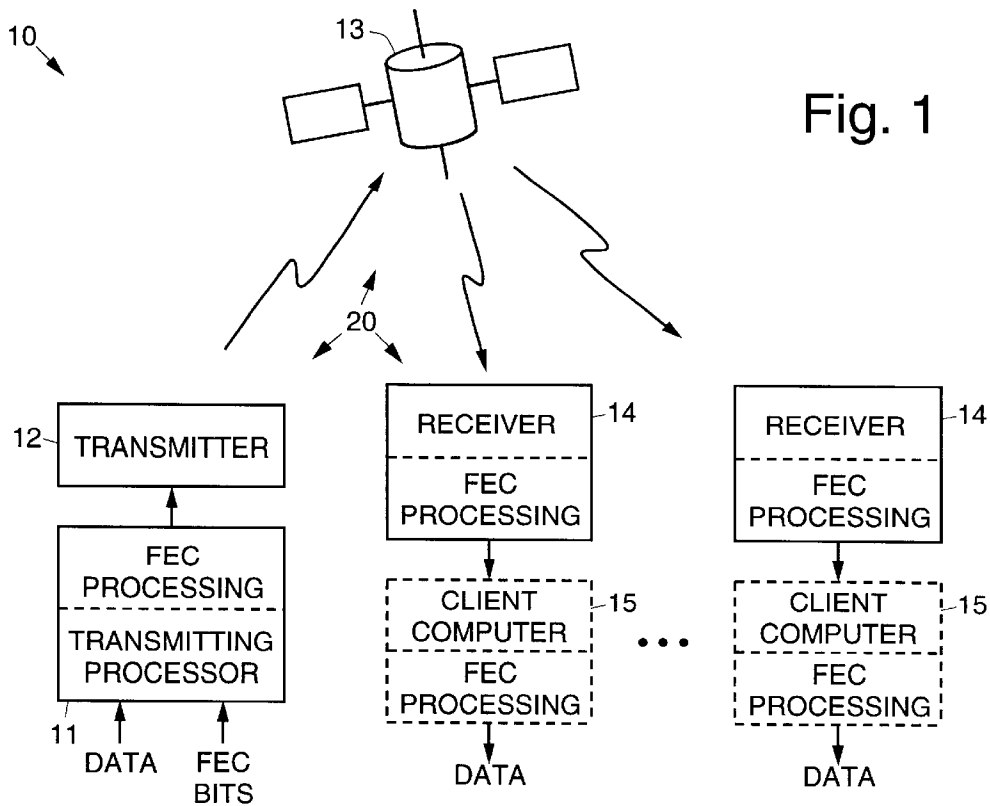 10
13
Fig. 1
20
12
TRANSMITTER
FEC
PROCESSING
TRANSMITTING
PROCESSOR
11
DATA
FEC
BITS
RECEIVER
14
FEC
PROCESSING
CLIENT
COMPUTER
15
FEC
PROCESSING
DATA
RECEIVER
14
FEC
PROCESSING
CLIENT
COMPUTER
15
FEC
PROCESSING
DATA